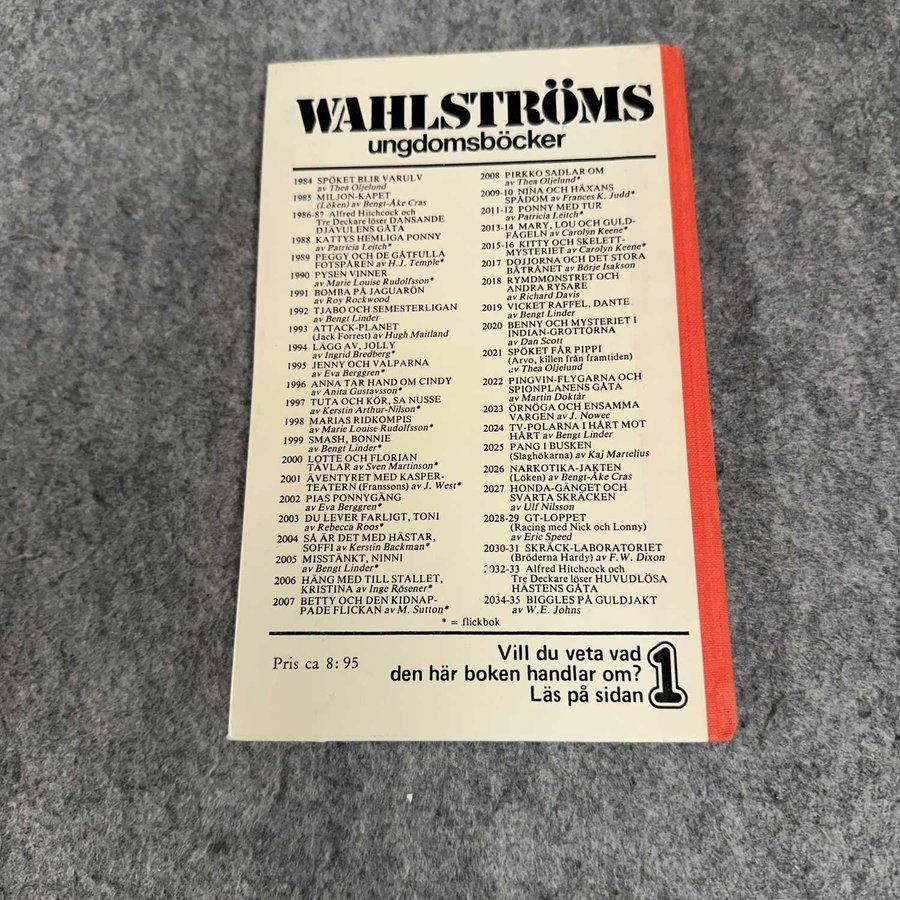 WAHLSTRÖMS
ungdomsböcker
1984 SPÖKET BLIR VARULV
av Thea Oljelund
1985 MILJON-KAPET
(Löken) av Bengt-Åke Cras
1986-87 Alfred Hitchcock och
Tre Deckare löser DANSANDE
DJÄVULENS GÅTA
1988 KATTYS HEMLIGA PONNY
av Patricia Leitch*
1989 PEGGY OCH DE GÅTFULLA
FOTSPÅREN av H.J. Temple*
1990 PYSEN VINNER
av Marie Louise Rudolfsson*
1991 BOMBA PÅ JAGUARÖN
av Roy Rockwood
1992 TJABO OCH SEMESTERLIGAN
av Bengt Linder
1993 ATTACK-PLANET
(Jack Forrest) av Hugh Maitland
1994 LÄGG AV, JOLLY
av Ingrid Bredberg*
1995 JENNY OCH VALPARNA
av Eva Berggren*
1996 ANNA TAR HAND OM CINDY
av Anita Gustavsson*
1997 TUTA OCH KÖR, SA NUSSE
av Kerstin Arthur-Nilson*
1998 MARIAS RIDKOMPIS
av Marie Louise Rudolfsson*
1999 SMASH, BONNIE
av Bengt Linder*
2000 LOTTE OCH FLORIAN
TÄVLAR av Sven Martinson*
2001 ÄVENTYRET MED KASPER-
TEATERN (Franssons) av J. West*
2002 PIAS PONNYGÄNG
av Eva Berggren*
2003 DU LEVER FARLIGT, TONI
av Rebecca Roos*
2004 SÅ ÄR DET MED HÄSTAR,
SOFFI av Kerstin Backman*
2005 MISSTÄNKT, NINNI
av Bengt Linder*
2006 HÄNG MED TILL STALLET,
KRISTINA av Inge Rösener*
2007 BETTY OCH DEN KIDNAP-
PADE FLICKAN av M. Sutton*
2008 PIRKKO SADLAR OM
av Thea Oljelund*
2009-10 NINA OCH HÄXANS
SPÅDOM av Frances K. Judd*
2011-12 PONNY MED TUR
av Patricia Leitch*
2013-14 MARY, LOU OCH GULD-
FÅGELN av Carolyn Keene*
2015-16 KITTY OCH SKELETT-
MYSTERIET av Carolyn Keene*
2017 DOJJORNA OCH DET STORA
BÅTRÅNET av Börje Isakson
2018 RYMDMONSTRET OCH
ANDRA RYSARE
av Richard Davis
2019 VICKET RAFFEL, DANTE
av Bengt Linder
2020 BENNY OCH MYSTERIET I
INDIAN-GROTTORNA
av Dan Scott
2021 SPÖKET FÅR PIPPI
(Arvo, killen från framtiden)
av Thea Oljelund
2022 PINGVIN-FLYGARNA OCH
SPIONPLANENS GÅTA
av Martin Doktár
2023 ÖRNÖGA OCH ENSAMMA
VARGEN av J. Nowee
2024 TV-POLARNA I HÅRT MOT
HÅRT av Bengt Linder
2025 PANG I BUSKEN
(Slaghökarna) av Kaj Martelius
2026 NARKOTIKA-JAKTEN
(Löken) av Bengt-Åke Cras
2027 HONDA-GÄNGET OCH
SVARTA SKRÄCKEN
av Ulf Nilsson
2028-29 GT-LOPPET
(Racing med Nick och Lonny)
av Eric Speed
2030-31 SKRÄCK-LABORATORIET
(Bröderna Hardy) av F.W. Dixon
2032-33 Alfred Hitchcock och
Tre Deckare löser HUVUDLÖSA
HÄSTENS GÅTA
2034-35 BIGGLES PÅ GULDJAKT
av W.E. Johns
* = flickbok
Pris ca 8:95
Vill du veta vad
den här boken handlar om?
Läs på sidan 1